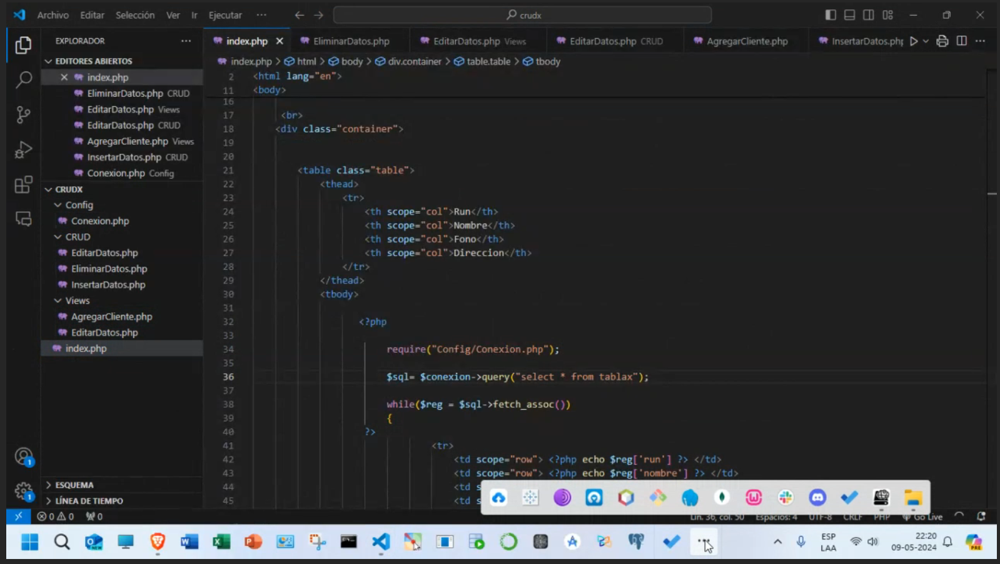 Archivo Editar Selección Ver Ir Ejecutar ··· crudx
EXPLORADOR ···
EDITORES ABIERTOS
index.php
EliminarDatos.php CRUD
EditarDatos.php Views
EditarDatos.php CRUD
AgregarCliente.php Views
InsertarDatos.php CRUD
Conexion.php Config
CRUDX
Config
Conexion.php
CRUD
EditarDatos.php
EliminarDatos.php
InsertarDatos.php
Views
AgregarCliente.php
EditarDatos.php
index.php
ESQUEMA
LÍNEA DE TIEMPO
1
1
index.php EliminarDatos.php EditarDatos.php Views EditarDatos.php CRUD AgregarCliente.php InsertarDatos.php ···
index.php > html > body > div.container > table.table > tbody
2 <html lang="en">
11 <body>
16
17 <br>
18 <div class="container">
19
20
21 <table class="table">
22 <thead>
23 <tr>
24 <th scope="col">Run</th>
25 <th scope="col">Nombre</th>
26 <th scope="col">Fono</th>
27 <th scope="col">Direccion</th>
28 </tr>
29 </thead>
30 <tbody>
31
32 <?php
33
34 require("Config/Conexion.php");
35
36 $sql= $conexion->query("select * from tablax");
37
38 while($reg = $sql->fetch_assoc())
39 {
40 ?>
41 <tr>
42 <td scope="row"> <?php echo $reg['run'] ?> </td>
43 <td scope="row"> <?php echo $reg['nombre'] ?> </td>
44 <td s
45 <td s
0 0 0 Lín. 36, col. 50 Espacios: 4 UTF-8 CRLF PHP Go Live
NEW W X P ESP LAA 22:20 09-05-2024 PRE